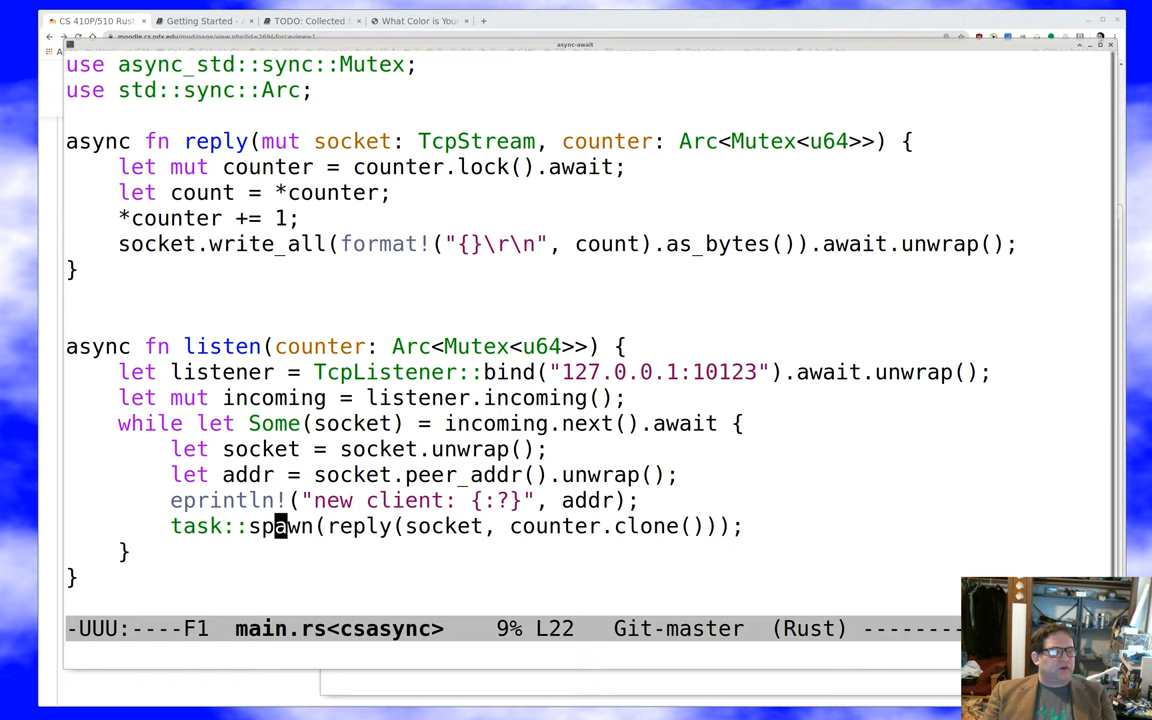 CS 410P/510 Rust
Getting Started -
TODO: Collected
What Color is You
async-await
use async_std::sync::Mutex;
use std::sync::Arc;
async fn reply(mut socket: TcpStream, counter: Arc<Mutex<u64>>) {
let mut counter = counter.lock().await;
let count = *counter;
*counter += 1;
socket.write_all(format!("{}\r\n", count).as_bytes()).await.unwrap();
}
async fn listen(counter: Arc<Mutex<u64>>) {
let listener = TcpListener::bind("127.0.0.1:10123").await.unwrap();
let mut incoming = listener.incoming();
while let Some(socket) = incoming.next().await {
let socket = socket.unwrap();
let addr = socket.peer_addr().unwrap();
eprintln!("new client: {:?}", addr);
task::spawn(reply(socket, counter.clone()));
}
}
-UUU:----F1 main.rs<csasync> 9% L22 Git-master (Rust) --------